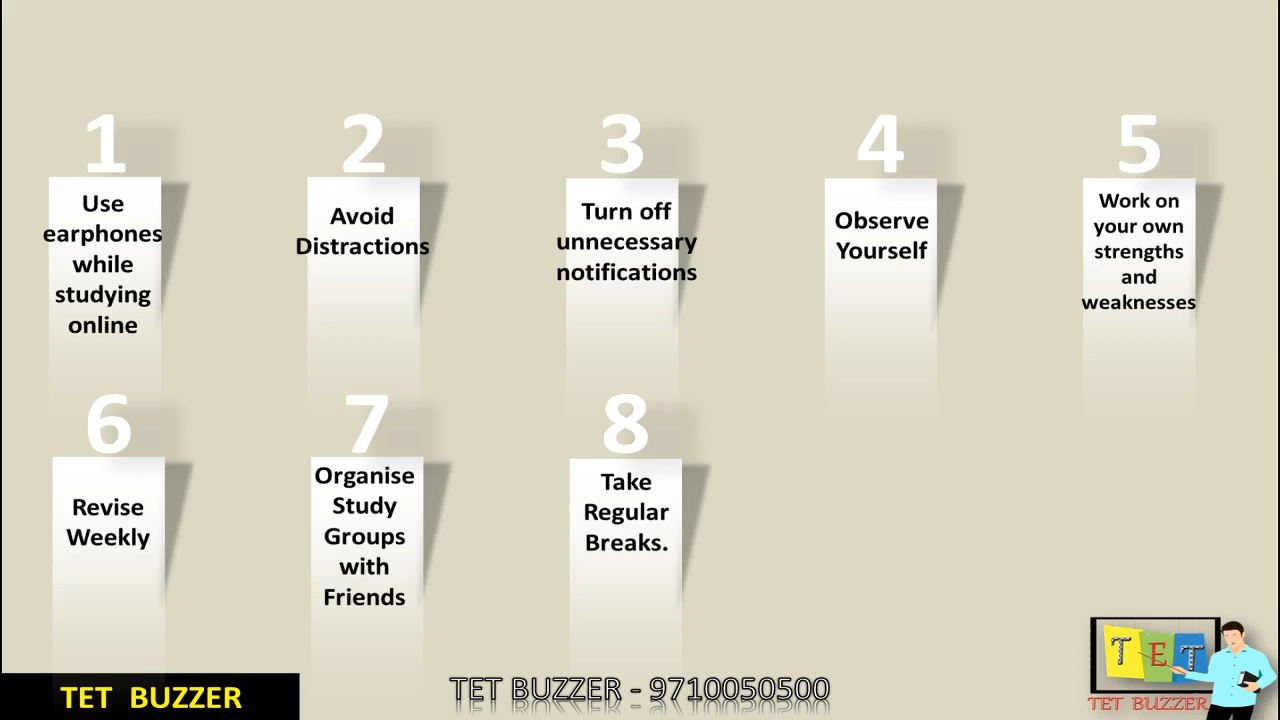 1
Use
earphones
while
studying
online
2
Avoid
Distractions
3
Turn off
unnecessary
notifications
4
Observe
Yourself
5
Work on
your own
strengths
and
weaknesses
6
Revise
Weekly
7
Organise
Study
Groups
with
Friends
8
Take
Regular
Breaks.
TET BUZZER
TET BUZZER - 9710050500
TET
TET BUZZER